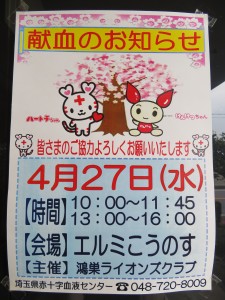 献血のお知らせ
ハートラちゃん
けんけつちゃん
皆さまのご協力よろしくお願いいたします
4月27日(水)
【時間】10:00〜11:45
13:00〜16:00
【会場】エルミこうのす
【主催】鴻巣ライオンズクラブ
埼玉県赤十字血液センター ☎048-720-8009